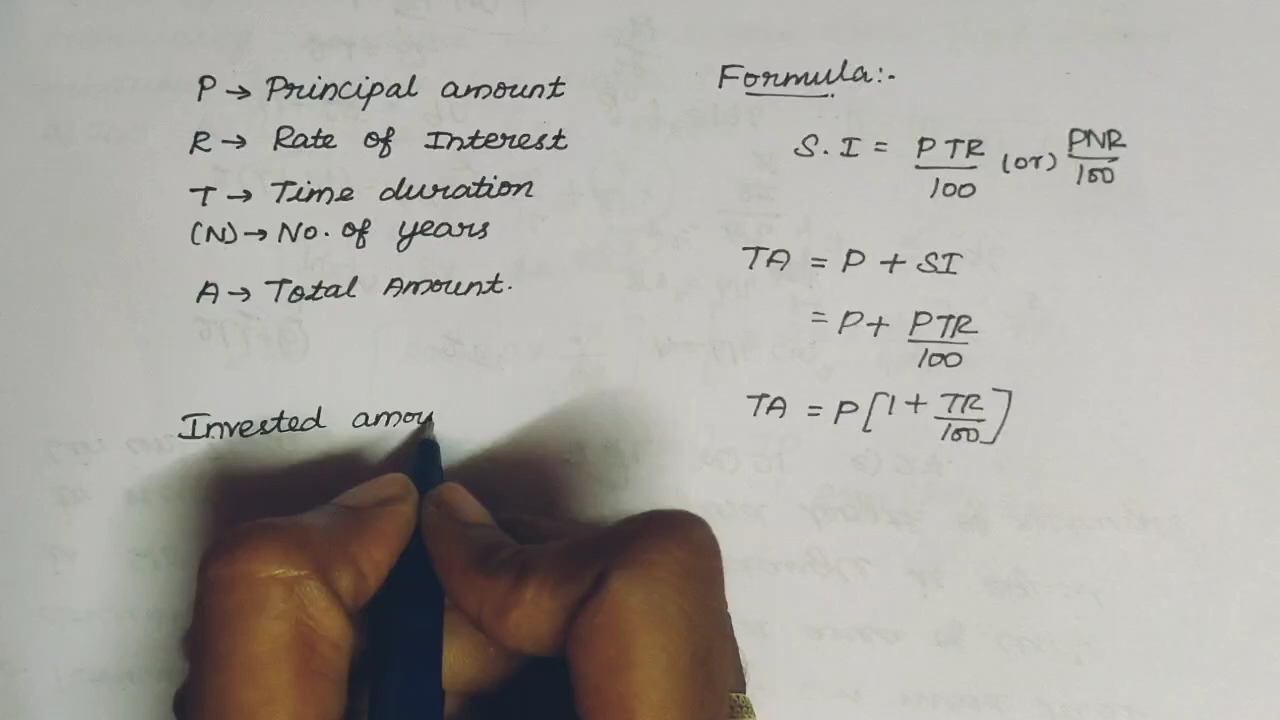 P → Principal amount
R → Rate of Interest
T → Time duration
(N) → No. of years
A → Total Amount.
Invested amou
Formula:-
S.I = PTR/100 (or) PNR/100
TA = P + SI
= P + PTR/100
TA = P[1 + TR/100]